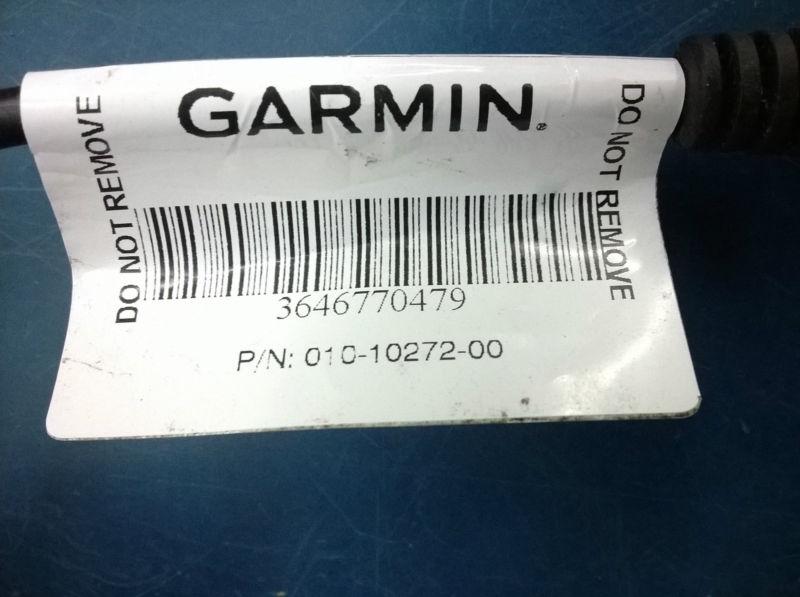 GARMIN®
DO NOT REMOVE
DO NOT REMOVE
3646770479
P/N: 010-10272-00